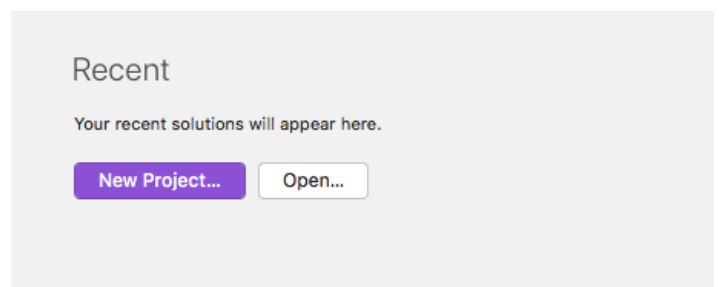 Recent
Your recent solutions will appear here.
New Project... Open...